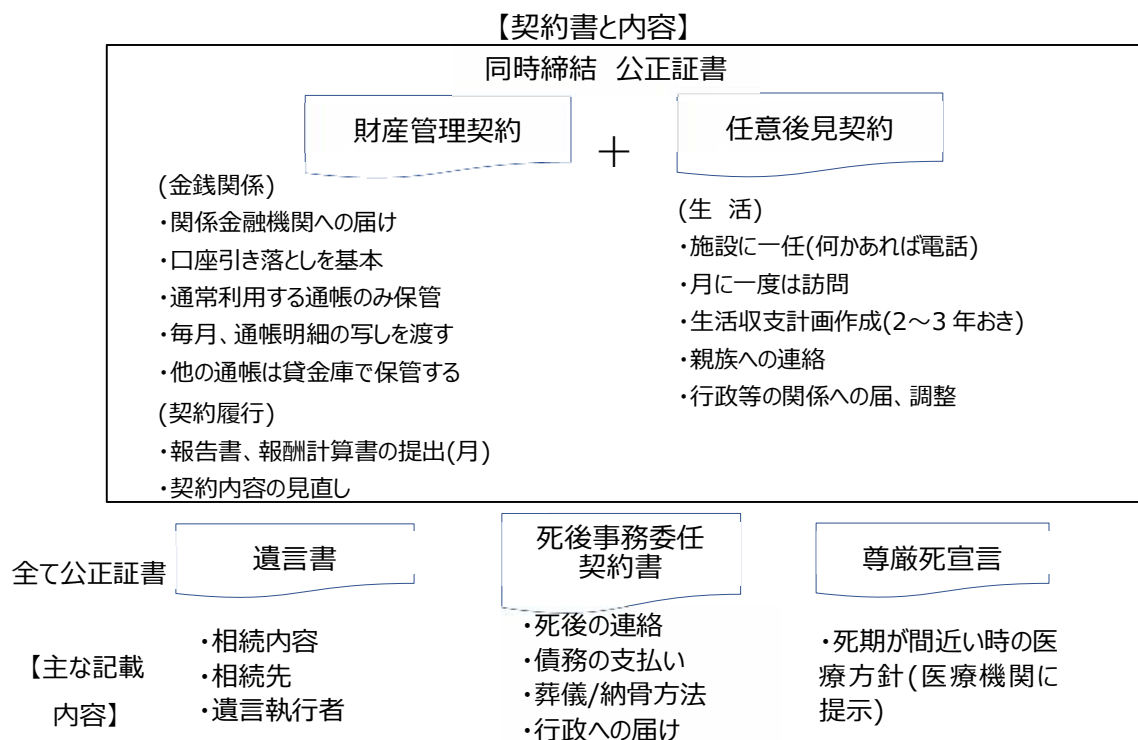 【契約書と内容】
同時締結 公正証書
財産管理契約
＋
任意後見契約
(金銭関係)
・関係金融機関への届け
・口座引き落としを基本
・通常利用する通帳のみ保管
・毎月、通帳明細の写しを渡す
・他の通帳は貸金庫で保管する
(契約履行)
・報告書、報酬計算書の提出(月)
・契約内容の見直し
(生 活)
・施設に一任(何かあれば電話)
・月に一度は訪問
・生活収支計画作成(2～3年おき)
・親族への連絡
・行政等の関係への届、調整
全て公正証書
遺言書
死後事務委任
契約書
尊厳死宣言
【主な記載
内容】
・相続内容
・相続先
・遺言執行者
・死後の連絡
・債務の支払い
・葬儀/納骨方法
・行政への届け
・死期が間近い時の医
療方針(医療機関に
提示)